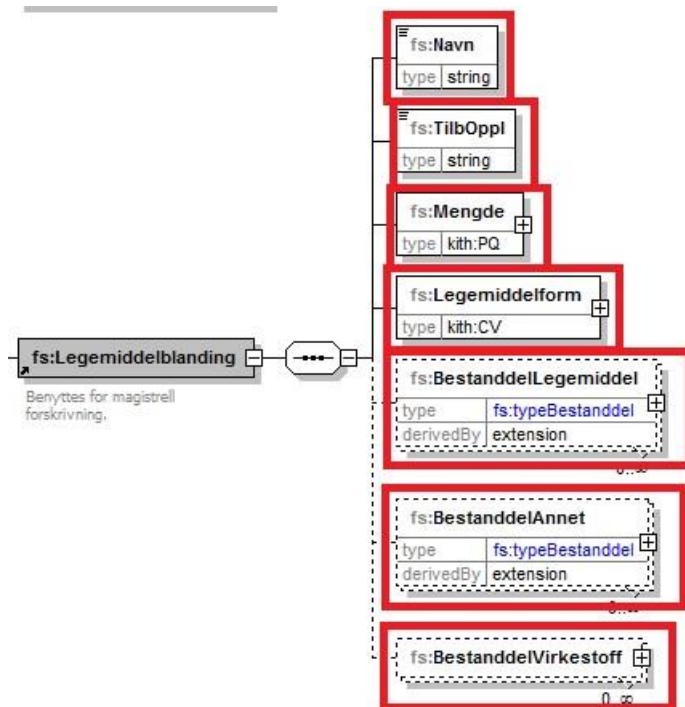 fs:Navn
type string
fs:TilbOppl
type string
fs:Mengde
type kith:PQ
fs:Legemiddelform
type kith:CV
fs:Legemiddelblanding
Benyttes for magistrell
forskrivning.
fs:BestanddelLegemiddel
type fs:typeBestanddel
derivedBy extension
0..∞
fs:BestanddelAnnet
type fs:typeBestanddel
derivedBy extension
0..∞
fs:BestanddelVirkestoff
0..∞